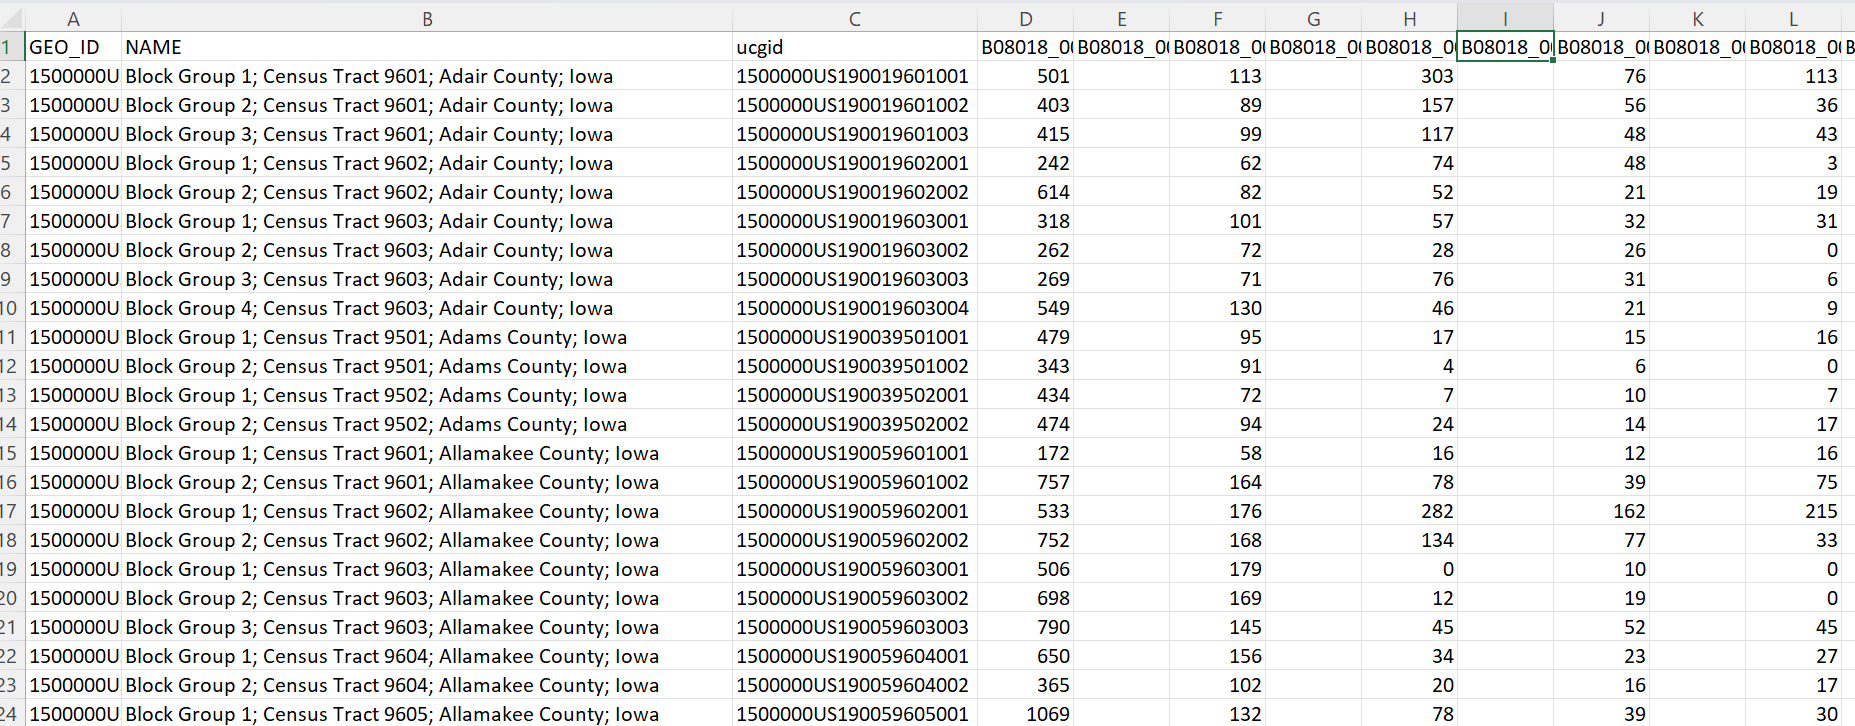 A B C D E F G H I J K L
1 GEO_ID NAME ucgid B08018_0 B08018_0 B08018_0 B08018_0 B08018_0 B08018_0 B08018_0 B08018_0 B08018_0 B
2 1500000U Block Group 1; Census Tract 9601; Adair County; Iowa 1500000US190019601001 501 113 303 76 113
3 1500000U Block Group 2; Census Tract 9601; Adair County; Iowa 1500000US190019601002 403 89 157 56 36
4 1500000U Block Group 3; Census Tract 9601; Adair County; Iowa 1500000US190019601003 415 99 117 48 43
5 1500000U Block Group 1; Census Tract 9602; Adair County; Iowa 1500000US190019602001 242 62 74 48 3
6 1500000U Block Group 2; Census Tract 9602; Adair County; Iowa 1500000US190019602002 614 82 52 21 19
7 1500000U Block Group 1; Census Tract 9603; Adair County; Iowa 1500000US190019603001 318 101 57 32 31
8 1500000U Block Group 2; Census Tract 9603; Adair County; Iowa 1500000US190019603002 262 72 28 26 0
9 1500000U Block Group 3; Census Tract 9603; Adair County; Iowa 1500000US190019603003 269 71 76 31 6
10 1500000U Block Group 4; Census Tract 9603; Adair County; Iowa 1500000US190019603004 549 130 46 21 9
11 1500000U Block Group 1; Census Tract 9501; Adams County; Iowa 1500000US190039501001 479 95 17 15 16
12 1500000U Block Group 2; Census Tract 9501; Adams County; Iowa 1500000US190039501002 343 91 4 6 0
13 1500000U Block Group 1; Census Tract 9502; Adams County; Iowa 1500000US190039502001 434 72 7 10 7
14 1500000U Block Group 2; Census Tract 9502; Adams County; Iowa 1500000US190039502002 474 94 24 14 17
15 1500000U Block Group 1; Census Tract 9601; Allamakee County; Iowa 1500000US190059601001 172 58 16 12 16
16 1500000U Block Group 2; Census Tract 9601; Allamakee County; Iowa 1500000US190059601002 757 164 78 39 75
17 1500000U Block Group 1; Census Tract 9602; Allamakee County; Iowa 1500000US190059602001 533 176 282 162 215
18 1500000U Block Group 2; Census Tract 9602; Allamakee County; Iowa 1500000US190059602002 752 168 134 77 33
19 1500000U Block Group 1; Census Tract 9603; Allamakee County; Iowa 1500000US190059603001 506 179 0 10 0
20 1500000U Block Group 2; Census Tract 9603; Allamakee County; Iowa 1500000US190059603002 698 169 12 19 0
21 1500000U Block Group 3; Census Tract 9603; Allamakee County; Iowa 1500000US190059603003 790 145 45 52 45
22 1500000U Block Group 1; Census Tract 9604; Allamakee County; Iowa 1500000US190059604001 650 156 34 23 27
23 1500000U Block Group 2; Census Tract 9604; Allamakee County; Iowa 1500000US190059604002 365 102 20 16 17
24 1500000U Block Group 1; Census Tract 9605; Allamakee County; Iowa 1500000US190059605001 1069 132 78 39 30